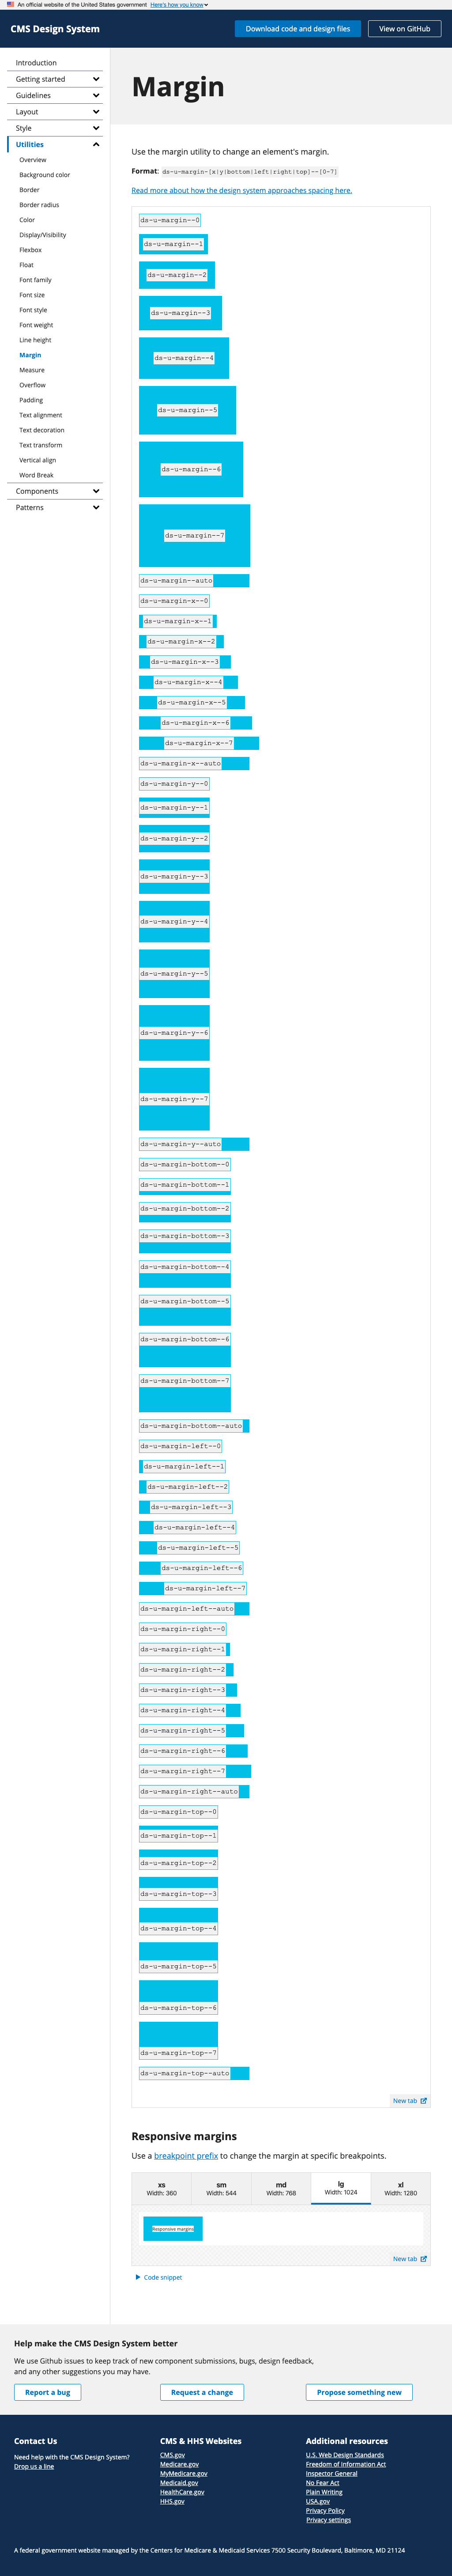 An official website of the United States government Here's how you know
CMS Design System
Download code and design files
View on GitHub
Introduction
Getting started
Guidelines
Layout
Style
Utilities
Overview
Background color
Border
Border radius
Color
Display/Visibility
Flexbox
Float
Font family
Font size
Font style
Font weight
Line height
Margin
Measure
Overflow
Padding
Text alignment
Text decoration
Text transform
Vertical align
Word Break
Components
Patterns
Margin
Use the margin utility to change an element's margin.
Format: ds-u-margin-[x|y|bottom|left|right|top]--[0-7]
Read more about how the design system approaches spacing here.
ds-u-margin--0
ds-u-margin--1
ds-u-margin--2
ds-u-margin--3
ds-u-margin--4
ds-u-margin--5
ds-u-margin--6
ds-u-margin--7
ds-u-margin--auto
ds-u-margin-x--0
ds-u-margin-x--1
ds-u-margin-x--2
ds-u-margin-x--3
ds-u-margin-x--4
ds-u-margin-x--5
ds-u-margin-x--6
ds-u-margin-x--7
ds-u-margin-x--auto
ds-u-margin-y--0
ds-u-margin-y--1
ds-u-margin-y--2
ds-u-margin-y--3
ds-u-margin-y--4
ds-u-margin-y--5
ds-u-margin-y--6
ds-u-margin-y--7
ds-u-margin-y--auto
ds-u-margin-bottom--0
ds-u-margin-bottom--1
ds-u-margin-bottom--2
ds-u-margin-bottom--3
ds-u-margin-bottom--4
ds-u-margin-bottom--5
ds-u-margin-bottom--6
ds-u-margin-bottom--7
ds-u-margin-bottom--auto
ds-u-margin-left--0
ds-u-margin-left--1
ds-u-margin-left--2
ds-u-margin-left--3
ds-u-margin-left--4
ds-u-margin-left--5
ds-u-margin-left--6
ds-u-margin-left--7
ds-u-margin-left--auto
ds-u-margin-right--0
ds-u-margin-right--1
ds-u-margin-right--2
ds-u-margin-right--3
ds-u-margin-right--4
ds-u-margin-right--5
ds-u-margin-right--6
ds-u-margin-right--7
ds-u-margin-right--auto
ds-u-margin-top--0
ds-u-margin-top--1
ds-u-margin-top--2
ds-u-margin-top--3
ds-u-margin-top--4
ds-u-margin-top--5
ds-u-margin-top--6
ds-u-margin-top--7
ds-u-margin-top--auto
New tab
Responsive margins
Use a breakpoint prefix to change the margin at specific breakpoints.
xs
Width: 360
sm
Width: 544
md
Width: 768
lg
Width: 1024
xl
Width: 1280
Responsive margins
New tab
Code snippet
Help make the CMS Design System better
We use Github issues to keep track of new component submissions, bugs, design feedback,
and any other suggestions you may have.
Report a bug
Request a change
Propose something new
Contact Us
Need help with the CMS Design System?
Drop us a line
CMS & HHS Websites
CMS.gov
Medicare.gov
MyMedicare.gov
Medicaid.gov
HealthCare.gov
HHS.gov
Additional resources
U.S. Web Design Standards
Freedom of Information Act
Inspector General
No Fear Act
Plain Writing
USA.gov
Privacy Policy
Privacy settings
A federal government website managed by the Centers for Medicare & Medicaid Services 7500 Security Boulevard, Baltimore, MD 21124